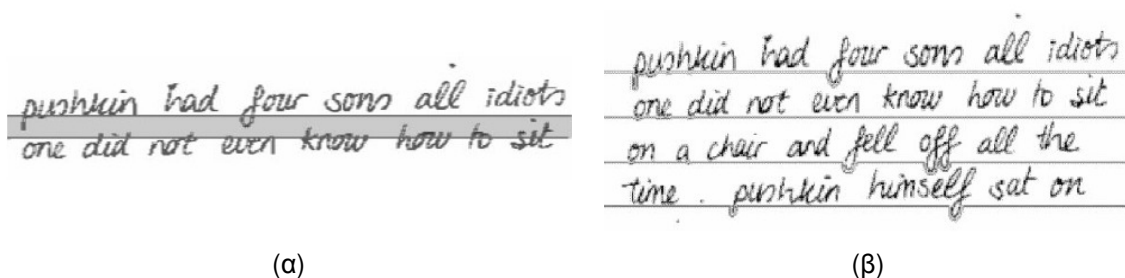 pushkin had four sons all idiots
one did not even know how to sit
(α)
pushkin had four sons all idiots
one did not even know how to sit
on a chair and fell off all the
time . pushkin himself sat on
(β)